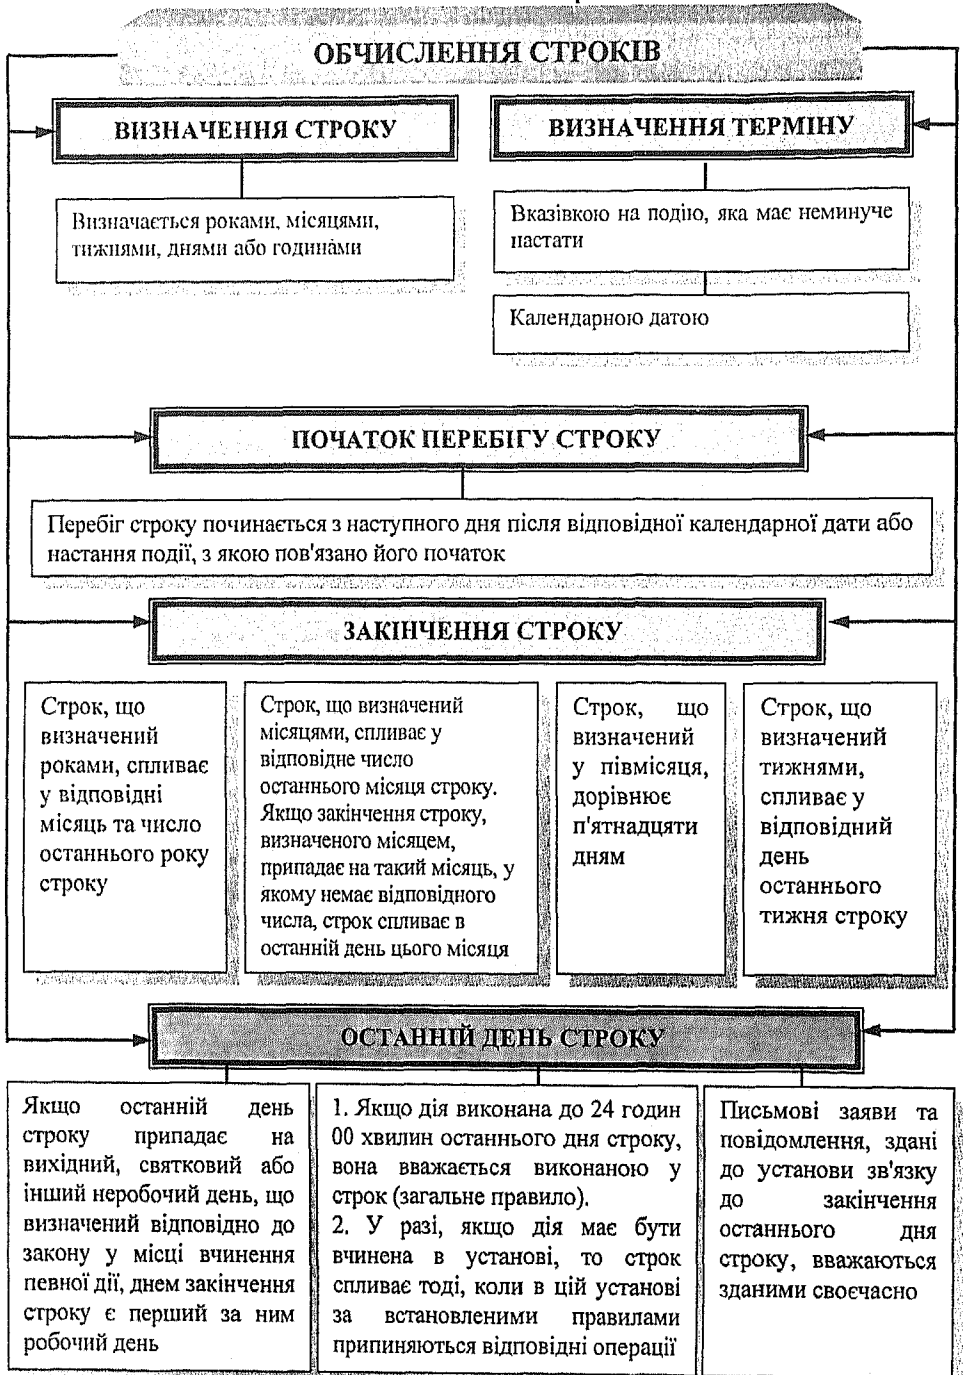 ОБЧИСЛЕННЯ СТРОКІВ
ВИЗНАЧЕННЯ СТРОКУ
Визначається роками, місяцями,
тижнями, днями або годинами
ВИЗНАЧЕННЯ ТЕРМІНУ
Вказівкою на подію, яка має неминуче
настати
Календарною датою
ПОЧАТОК ПЕРЕБІГУ СТРОКУ
Перебіг строку починається з наступного дня після відповідної календарної дати або
настання події, з якою пов'язано його початок
ЗАКІНЧЕННЯ СТРОКУ
Строк, що
визначений
роками, спливає
у відповідні
місяць та число
останнього року
строку
Строк, що визначений
місяцями, спливає у
відповідне число
останнього місяця строку.
Якщо закінчення строку,
визначеного місяцем,
припадає на такий місяць, у
якому немає відповідного
числа, строк спливає в
останній день цього місяця
Строк, що
визначений
у півмісяця,
дорівнює
п'ятнадцяти
дням
Строк, що
визначений
тижнями,
спливає у
відповідний
день
останнього
тижня строку
ОСТАННІЙ ДЕНЬ СТРОКУ
Якщо останній день
строку припадає на
вихідний, святковий або
інший неробочий день, що
визначений відповідно до
закону у місці вчинення
певної дії, днем закінчення
строку є перший за ним
робочий день
1. Якщо дія виконана до 24 годин
00 хвилин останнього дня строку,
вона вважається виконаною у
строк (загальне правило).
2. У разі, якщо дія має бути
вчинена в установі, то строк
спливає тоді, коли в цій установі
за встановленими правилами
припиняються відповідні операції
Письмові заяви та
повідомлення, здані
до установи зв'язку
до закінчення
останнього дня
строку, вважаються
зданими своєчасно